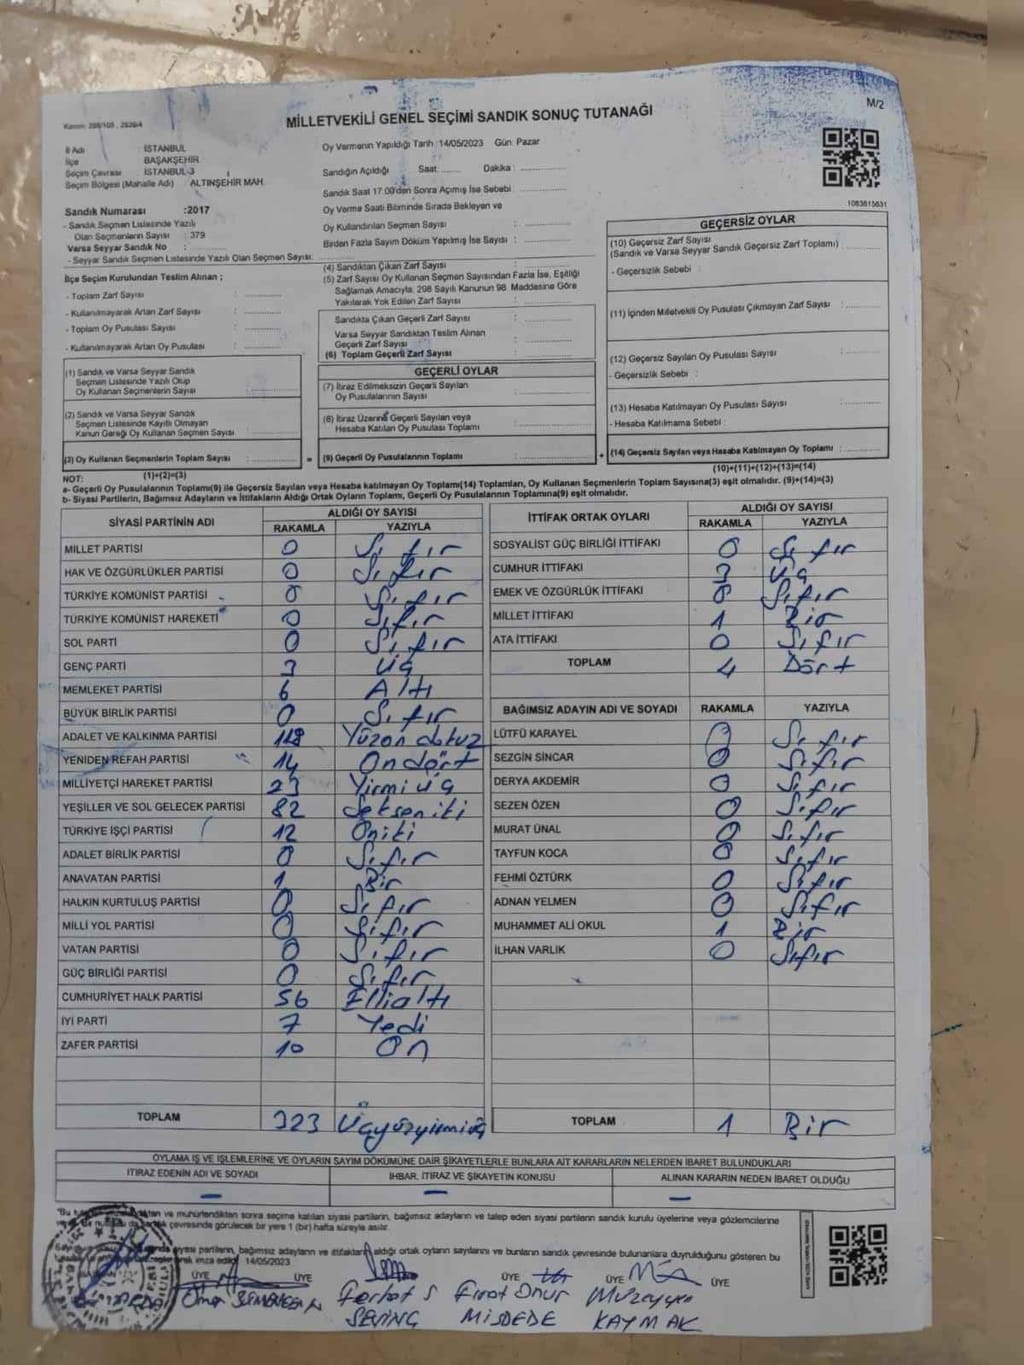 M/2
MİLLETVEKİLİ GENEL SEÇİMİ SANDIK SONUÇ TUTANAĞI
İl Adı İSTANBUL
İlçe BAŞAKŞEHİR
Seçim Çevresi İSTANBUL-3
Seçim Bölgesi (Mahalle Adı) ALTINŞEHİR MAH.
Sandık Numarası :2017
- Sandık Seçmen Listesinde Yazılı
Olan Seçmenlerin Sayısı : 379
Varsa Seyyar Sandık No :
- Seyyar Sandık Seçmen Listesinde Yazılı Olan Seçmen Sayısı:
Oy Vermenin Yapıldığı Tarih :14/05/2023 Gün: Pazar
Sandığın Açıldığı Saat: Dakika :
Sandık Saat 17:00'den Sonra Açımış İse Sebebi :
Oy Verme Saati Bitiminde Sırada Bekleyen ve
Oy Kullandırılan Seçmen Sayısı :
Birden Fazla Sayım Döküm Yapılmış İse Sayısı :
İlçe Seçim Kurulundan Teslim Alınan ;
- Toplam Zarf Sayısı :
- Kullanılmayarak Artan Zarf Sayısı :
- Toplam Oy Pusulası Sayısı :
- Kullanılmayarak Artan Oy Pusulası :
(4) Sandıktan Çıkan Zarf Sayısı :
(5) Zarf Sayısı Oy Kullanan Seçmen Sayısından Fazla İse, Eşitliği
Sağlamak Amacıyla, 298 Sayılı Kanunun 98. Maddesine Göre
Yakılarak Yok Edilen Zarf Sayısı :
Sandıkta Çıkan Geçerli Zarf Sayısı :
Varsa Seyyar Sandıktan Teslim Alınan
Geçerli Zarf Sayısı :
(6) Toplam Geçerli Zarf Sayısı :
1083815631
GEÇERSİZ OYLAR
(10) Geçersiz Zarf Sayısı
(Sandık ve Varsa Seyyar Sandık Geçersiz Zarf Toplamı) :
- Geçersizlik Sebebi :
(11) İçinden Milletvekili Oy Pusulası Çıkmayan Zarf Sayısı :
(12) Geçersiz Sayılan Oy Pusulası Sayısı :
- Geçersizlik Sebebi :
(13) Hesaba Katılmayan Oy Pusulası Sayısı :
- Hesaba Katılmama Sebebi :
(14) Geçersiz Sayılan veya Hesaba Katılmayan Oy Toplamı :
(10)+(11)+(12)+(13)=(14)
(1) Sandık ve Varsa Seyyar Sandık
Seçmen Listesinde Yazılı Olup
Oy Kullanan Seçmenlerin Sayısı :
(2) Sandık ve Varsa Seyyar Sandık
Seçmen Listesinde Kayıtlı Olmayan
Kanun Gereği Oy Kullanan Seçmen Sayısı :
(3) Oy Kullanan Seçmenlerin Toplam Sayısı :
(1)+(2)=(3)
GEÇERLİ OYLAR
(7) İtiraz Edilmeksizin Geçerli Sayılan
Oy Pusulalarının Sayısı :
(8) İtiraz Üzerine Geçerli Sayılan veya
Hesaba Katılan Oy Pusulası Toplamı :
= (9) Geçerli Oy Pusulalarının Toplamı : +
NOT:
a- Geçerli Oy Pusulalarının Toplamı(9) ile Geçersiz Sayılan veya Hesaba katılmayan Oy Toplamı(14) Toplamları, Oy Kullanan Seçmenlerin Toplam Sayısına(3) eşit olmalıdır. (9)+(14)=(3)
b- Siyasi Partilerin, Bağımsız Adayların ve İttifakların Aldığı Ortak Oyların Toplamı, Geçerli Oy Pusulalarının Toplamına(9) eşit olmalıdır.
SİYASİ PARTİNİN ADI ALDIĞI OY SAYISI
RAKAMLA YAZIYLA
MİLLET PARTİSİ 0 Sıfır
HAK VE ÖZGÜRLÜKLER PARTİSİ 0 Sıfır
TÜRKİYE KOMÜNİST PARTİSİ 0 Sıfır
TÜRKİYE KOMÜNİST HAREKETİ 0 Sıfır
SOL PARTİ 0 Sıfır
GENÇ PARTİ 3 Üç
MEMLEKET PARTİSİ 6 Altı
BÜYÜK BİRLİK PARTİSİ 0 Sıfır
ADALET VE KALKINMA PARTİSİ Yüzon dokuz
YENİDEN REFAH PARTİSİ 14 Ondört
MİLLİYETÇİ HAREKET PARTİSİ 23 Yirmi üç
YEŞİLLER VE SOL GELECEK PARTİSİ 82 Seksen iki
TÜRKİYE İŞÇİ PARTİSİ 12 Oniki
ADALET BİRLİK PARTİSİ 0 Sıfır
ANAVATAN PARTİSİ 1 Bir
HALKIN KURTULUŞ PARTİSİ 0 Sıfır
MİLLİ YOL PARTİSİ 0 Sıfır
VATAN PARTİSİ 0 Sıfır
GÜÇ BİRLİĞİ PARTİSİ 0 Sıfır
CUMHURİYET HALK PARTİSİ 56 Ellialtı
İYİ PARTİ 7 Yedi
ZAFER PARTİSİ 10 On
TOPLAM 323 Üçyüzyirmiüç
İTTİFAK ORTAK OYLARI ALDIĞI OY SAYISI
RAKAMLA YAZIYLA
SOSYALİST GÜÇ BİRLİĞİ İTTİFAKI 0 Sıfır
CUMHUR İTTİFAKI 3 Üç
EMEK VE ÖZGÜRLÜK İTTİFAKI 0 Sıfır
MİLLET İTTİFAKI 1 Bir
ATA İTTİFAKI 0 Sıfır
TOPLAM 4 Dört
BAĞIMSIZ ADAYIN ADI VE SOYADI RAKAMLA YAZIYLA
LÜTFÜ KARAYEL 0 Sıfır
SEZGİN SİNCAR 0 Sıfır
DERYA AKDEMİR 0 Sıfır
SEZEN ÖZEN 0 Sıfır
MURAT ÜNAL 0 Sıfır
TAYFUN KOCA 0 Sıfır
FEHMİ ÖZTÜRK 0 Sıfır
ADNAN YELMEN 0 Sıfır
MUHAMMET ALİ OKUL 1 Bir
İLHAN VARLIK 0 Sıfır
TOPLAM 1 Bir
OYLAMA İŞ VE İŞLEMLERİNE VE OYLARIN SAYIM DÖKÜMÜNE DAİR ŞİKAYETLERLE BUNLARA AİT KARARLARIN NELERDEN İBARET BULUNDUKLARI
İTİRAZ EDENİN ADI VE SOYADI İHBAR, İTİRAZ VE ŞİKAYETİN KONUSU ALINAN KARARIN NEDEN İBARET OLDUĞU
— — —
ve mühürlendikten sonra seçime katılan siyasi partilerin, bağımsız adayların ve talep eden siyasi partilerin sandık kurulu üyelerine veya gözlemcilerine
çevresinde görülecek bir yere 1 (bir) hafta süreyle asılır.
siyasi partilerin, bağımsız adayların ve ittifakların aldığı ortak oyların sayılarını ve bunların sandık çevresinde bulunanlara duyrulduğunu gösteren bu
14/05/2023
ÜYE ÜYE ÜYE ÜYE ÜYE
Ömer Ferhat S Fırat Onur Müzeyyen
SEVİNÇ MİSDEDE KAYMAK